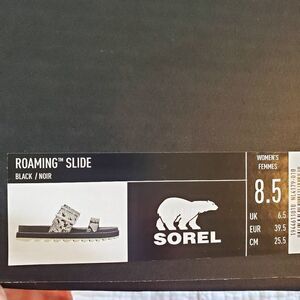 ROAMING™ SLIDE
BLACK / NOIR
SOREL
WOMEN'S
FEMMES
8.5
UK 6.5
EUR 39.5
CM 25.5